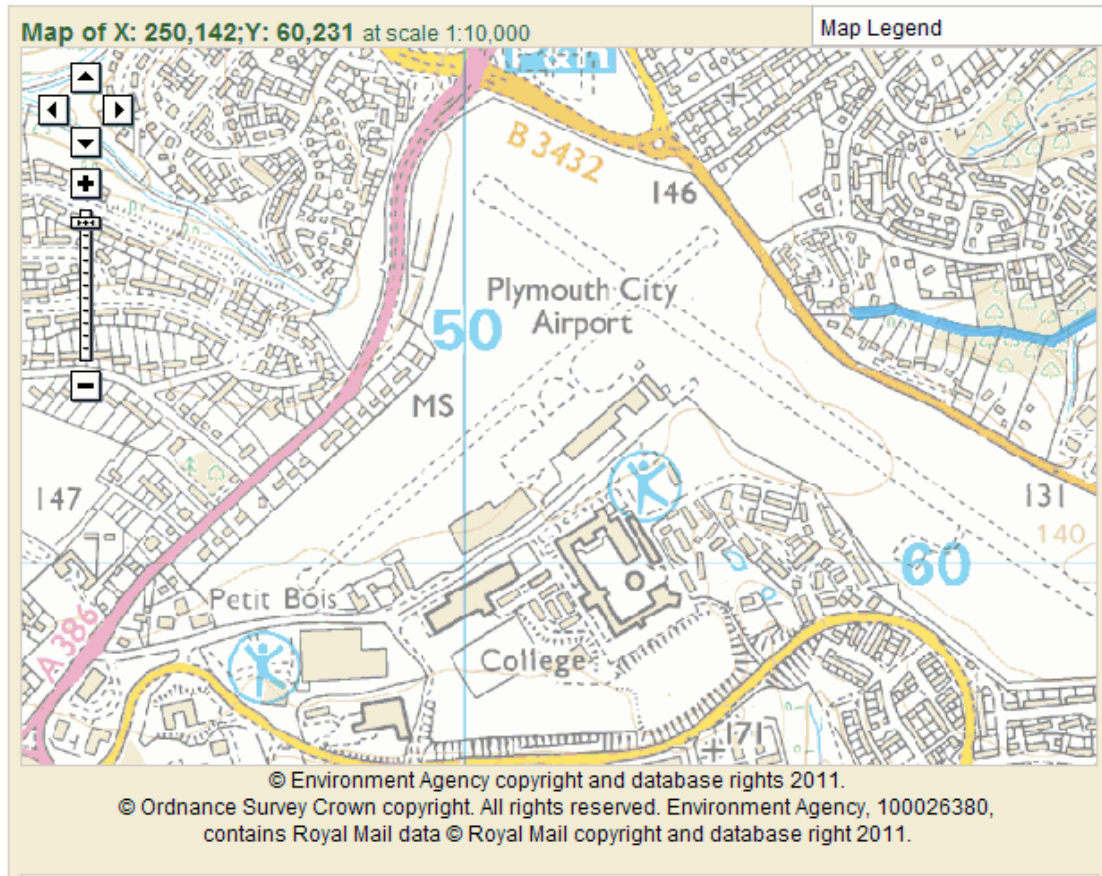 Map of X: 250,142;Y: 60,231 at scale 1:10,000
Map Legend
B 3432
146
Plymouth City
Airport
50
MS
147
131
140
60
Petit Bois
A 386
College
171
© Environment Agency copyright and database rights 2011.
© Ordnance Survey Crown copyright. All rights reserved. Environment Agency, 100026380,
contains Royal Mail data © Royal Mail copyright and database right 2011.